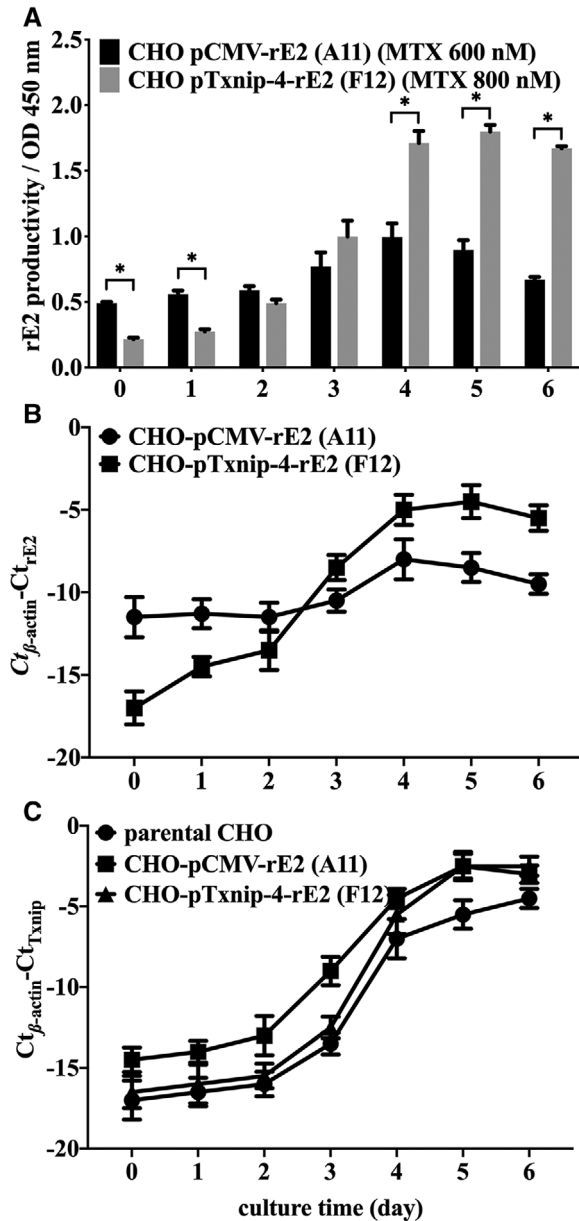 A
CHO pCMV-rE2 (A11) (MTX 600 nM)
CHO pTxnip-4-rE2 (F12) (MTX 800 nM)
rE2 productivity / OD 450 nm
2.5
2.0
1.5
1.0
0.5
0.0
* * * * *
0 1 2 3 4 5 6
B
CHO-pCMV-rE2 (A11)
CHO-pTxnip-4-rE2 (F12)
Ctβ-actin-CtrE2
0
-5
-10
-15
-20
0 1 2 3 4 5 6
C
parental CHO
CHO-pCMV-rE2 (A11)
CHO-pTxnip-4-rE2 (F12)
Ctβ-actin-CtTxnip
0
-5
-10
-15
-20
0 1 2 3 4 5 6
culture time (day)